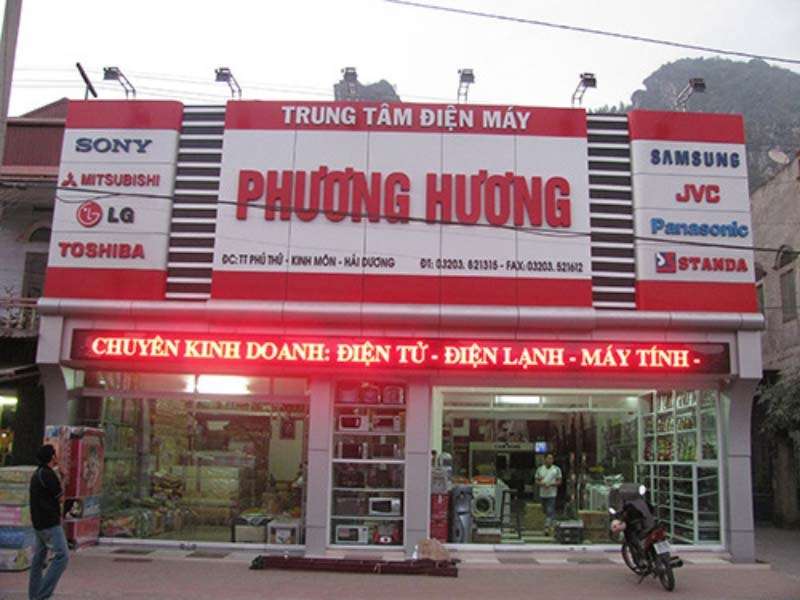 TRUNG TÂM ĐIỆN MÁY
PHƯƠNG HƯƠNG
ĐC: TT PHÚ THỨ - KINH MÔN - HẢI DƯƠNG ĐT: 03203. 821315 - FAX: 03203. 521612
SONY
MITSUBISHI
LG
TOSHIBA
SAMSUNG
JVC
Panasonic
STANDA
CHUYÊN KINH DOANH: ĐIỆN TỬ - ĐIỆN LẠNH - MÁY TÍNH -